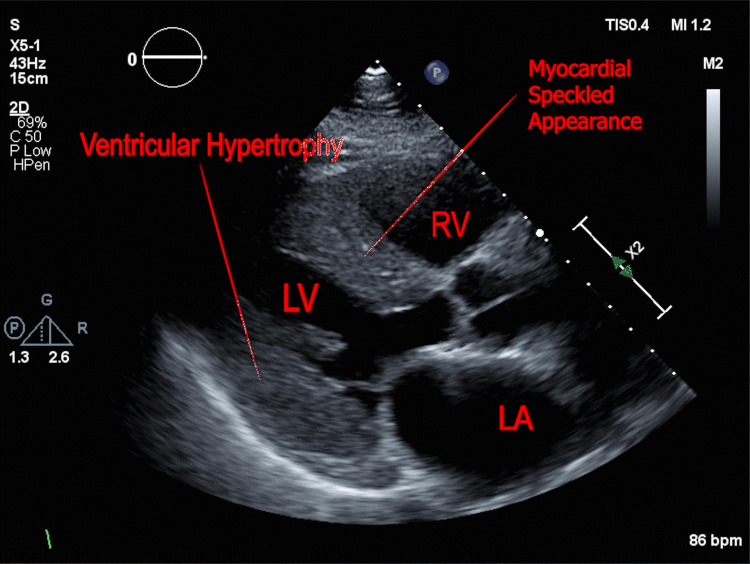 S
X5-1
43Hz
15cm
2D
69%
C 50
P Low
HPen
0
P
TIS0.4 MI 1.2
M2
Myocardial
Speckled
Appearance
Ventricular Hypertrophy
RV
X2
LV
LA
G
P R
1.3 2.6
86 bpm